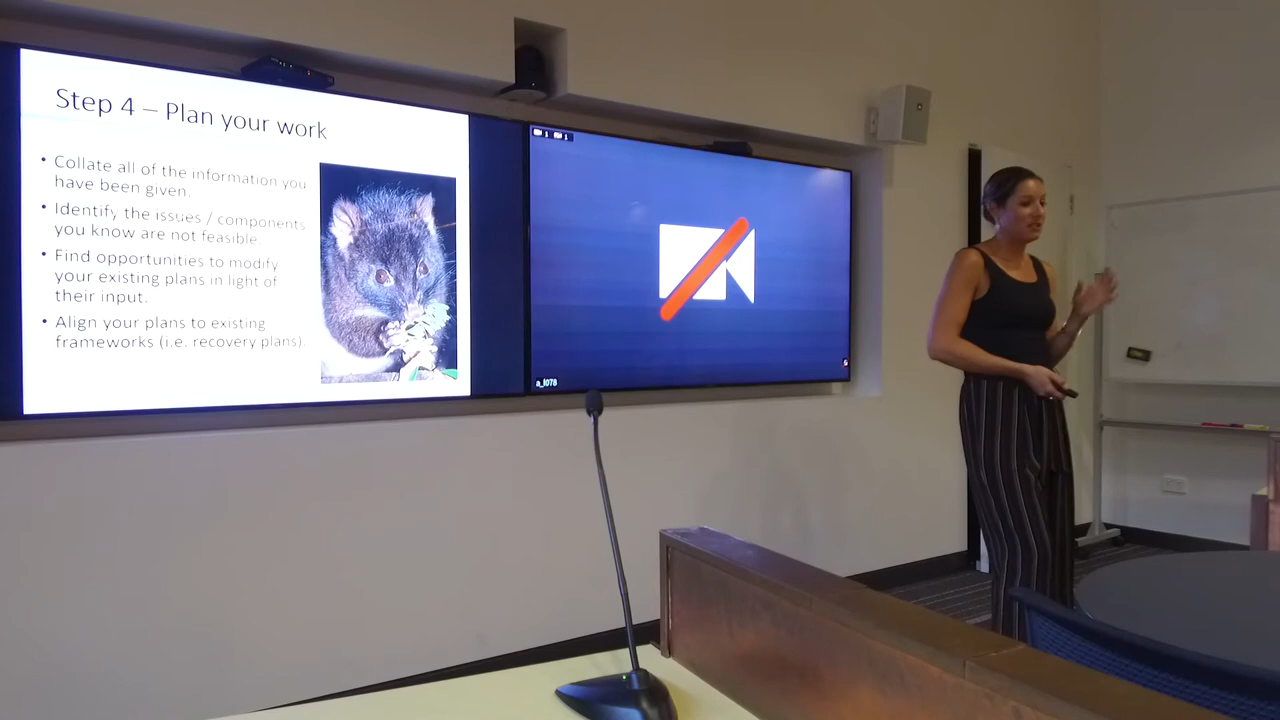 Step 4 – Plan your work
• Collate all of the information you
have been given.
• Identify the issues / components
you know are not feasible.
• Find opportunities to modify
your existing plans in light of
their input.
• Align your plans to existing
frameworks (i.e. recovery plans).
a_l078